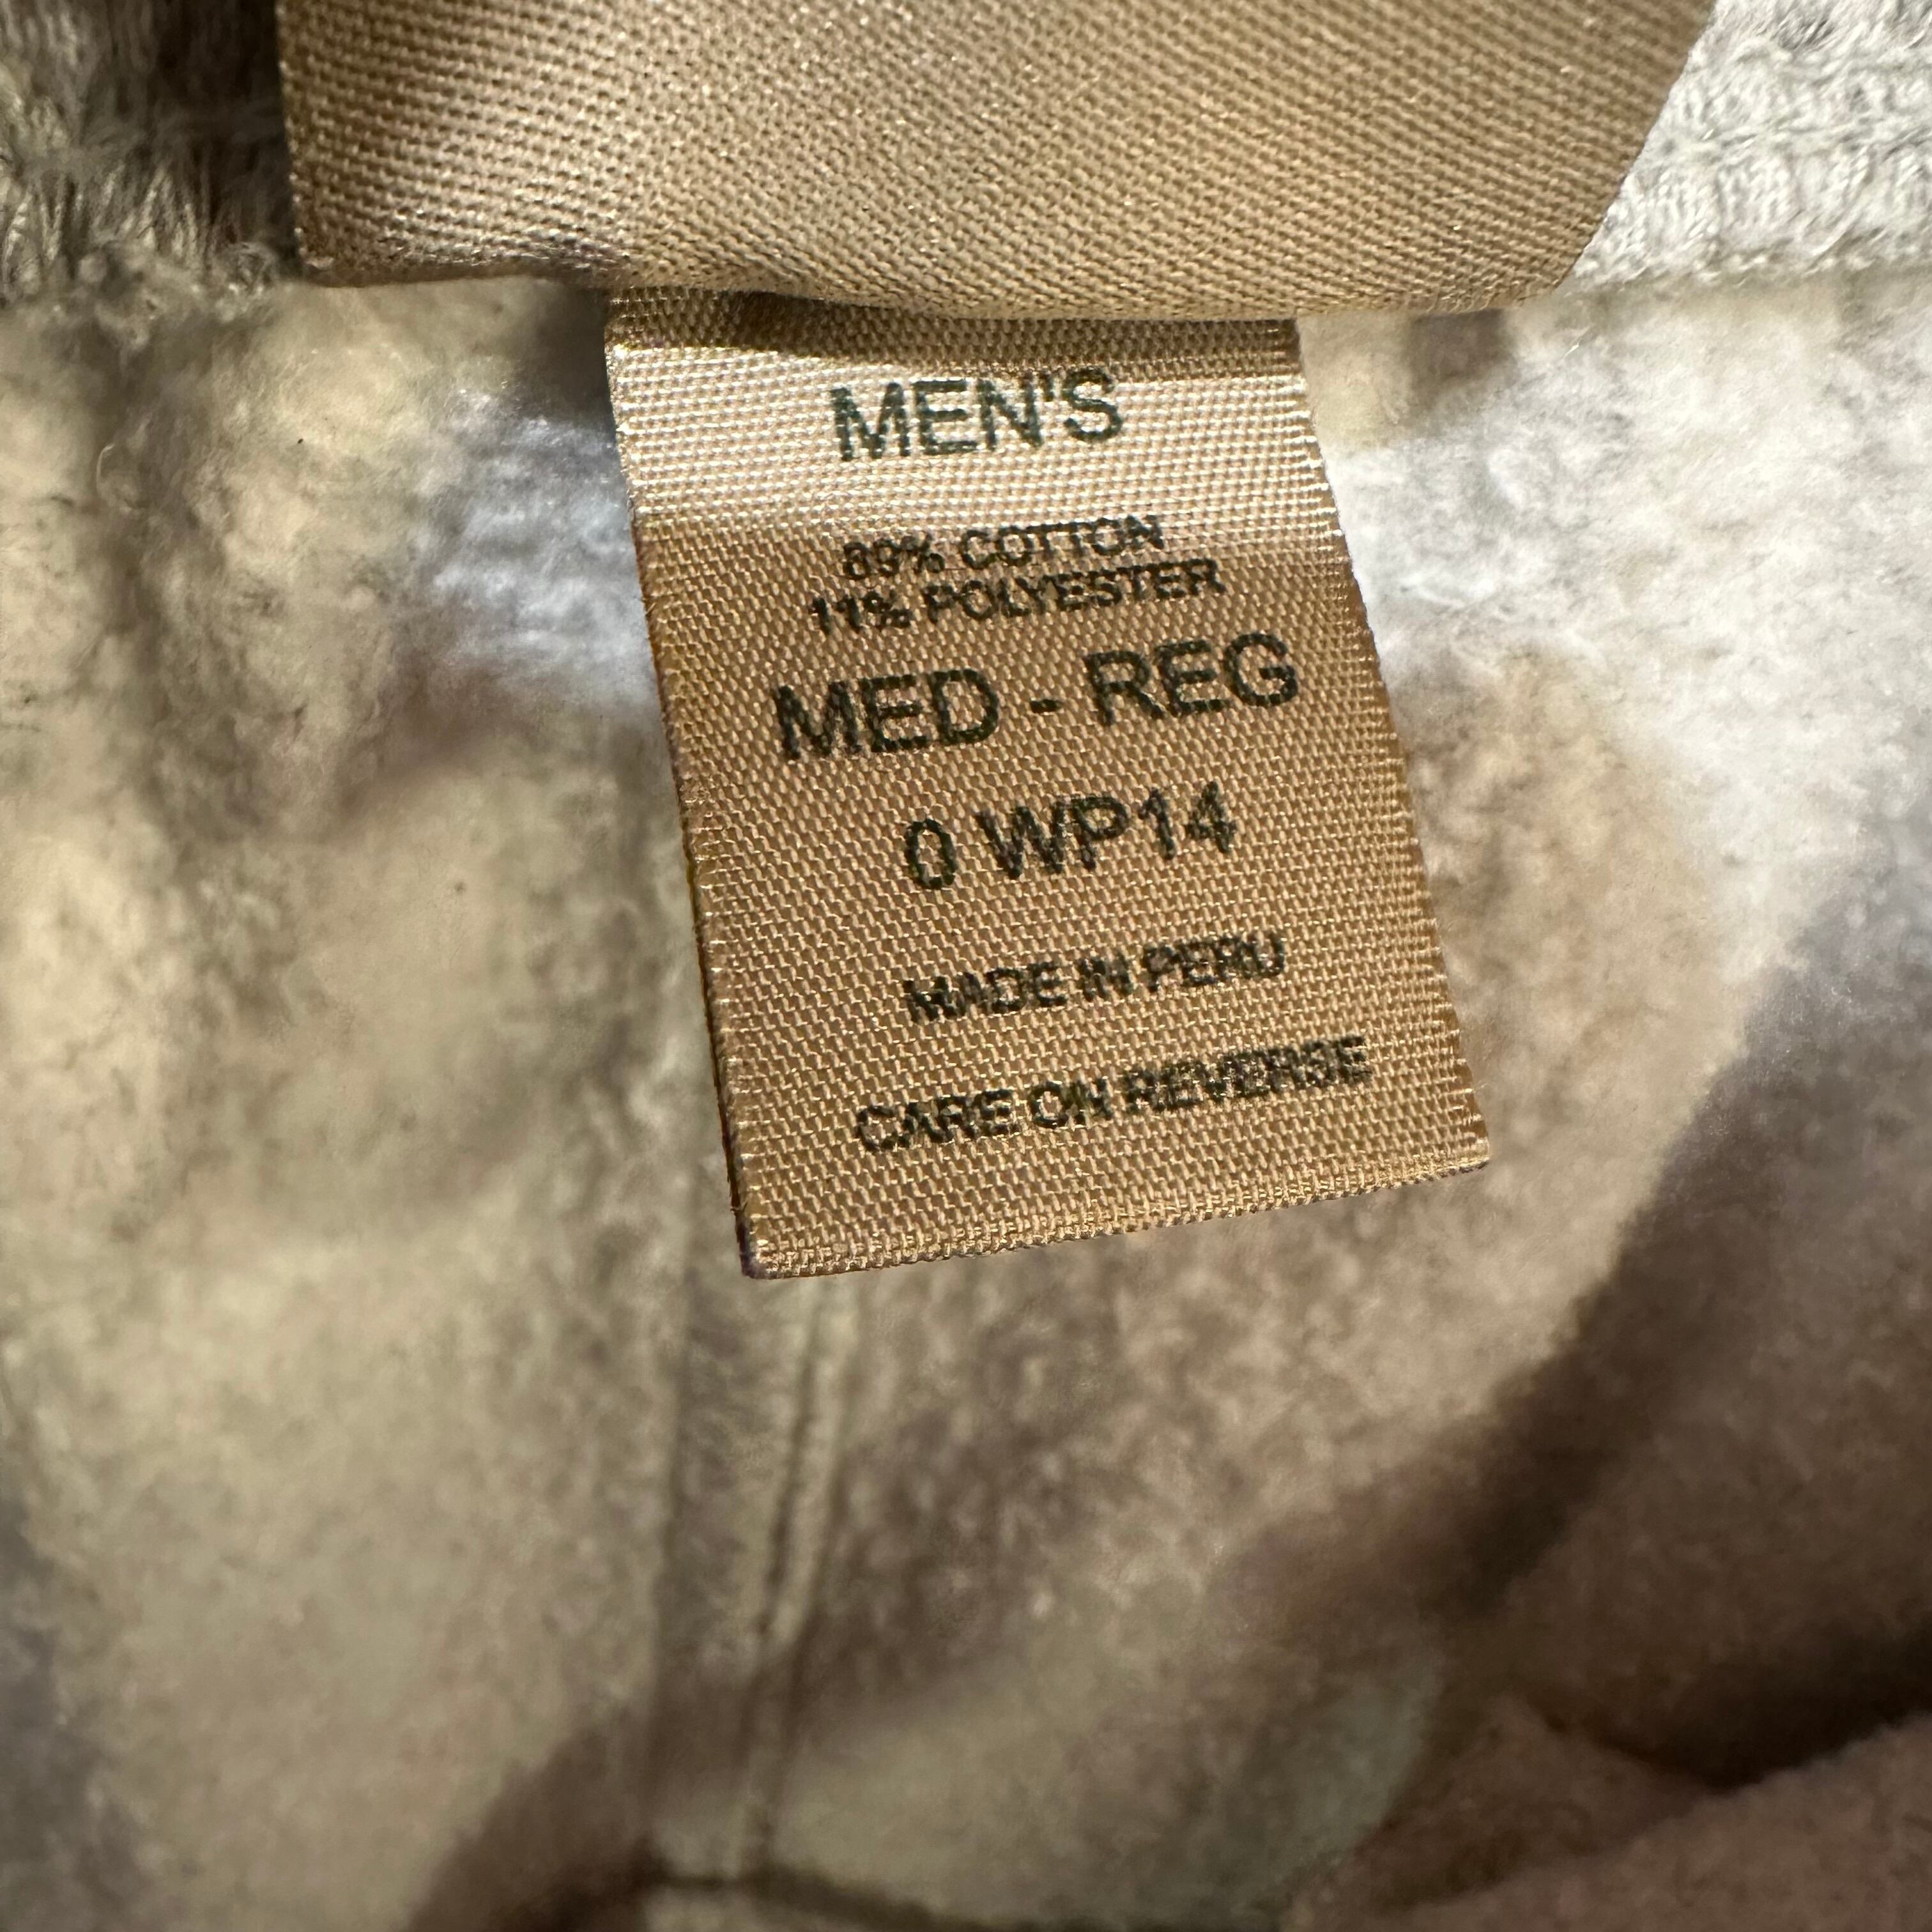 MEN'S
89% COTTON
11% POLYESTER
MED - REG
0 WP14
MADE IN PERU
CARE ON REVERSE